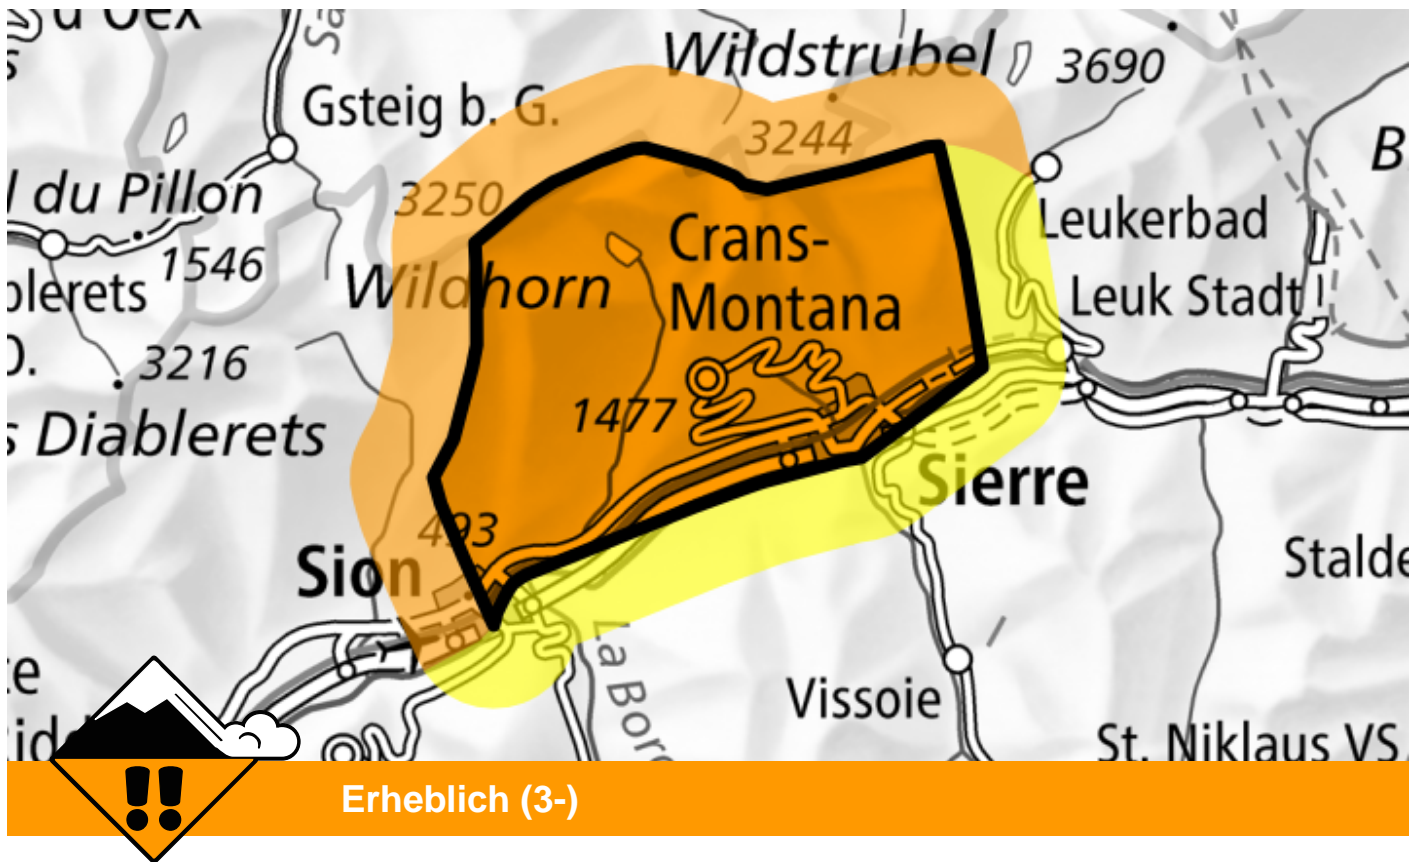 d'Oex
Wildstrubel
3690
Gsteig b. G.
3244
l du Pillon
3250
Leukerbad
Crans-
Montana
1546
blerets
Wildhorn
Leuk Stadt
3216
1477
s Diablerets
Sierre
493
Sion
Stalde
La Bor
Vissoie
St. Niklaus VS
Erheblich (3-)